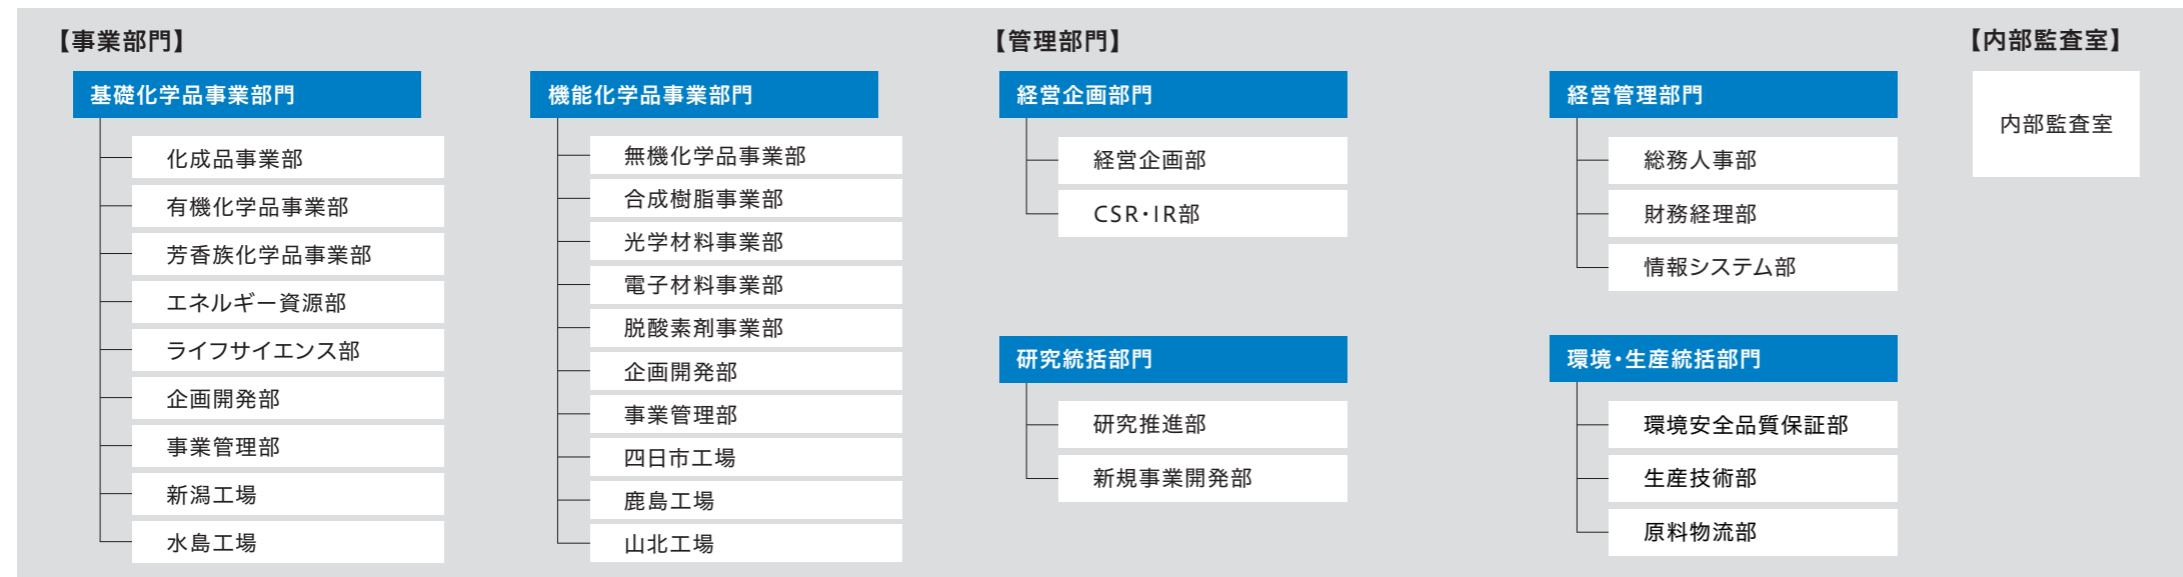 【事業部門】
基礎化学品事業部門
化成品事業部
有機化学品事業部
芳香族化学品事業部
エネルギー資源部
ライフサイエンス部
企画開発部
事業管理部
新潟工場
水島工場
機能化学品事業部門
無機化学品事業部
合成樹脂事業部
光学材料事業部
電子材料事業部
脱酸素剤事業部
企画開発部
事業管理部
四日市工場
鹿島工場
山北工場
【管理部門】
経営企画部門
経営企画部
CSR・IR部
経営管理部門
総務人事部
財務経理部
情報システム部
研究統括部門
研究推進部
新規事業開発部
環境・生産統括部門
環境安全品質保証部
生産技術部
原料物流部
【内部監査室】
内部監査室